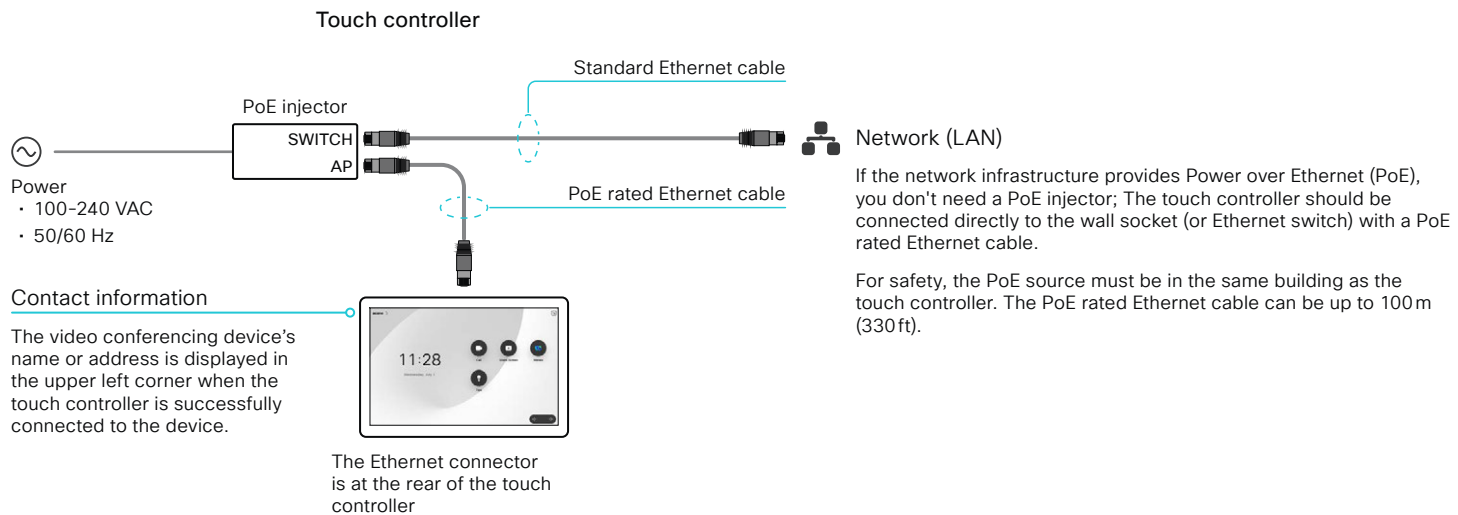 Touch controller
Standard Ethernet cable
PoE injector
SWITCH
AP
Power
· 100-240 VAC
· 50/60 Hz
PoE rated Ethernet cable
Network (LAN)
If the network infrastructure provides Power over Ethernet (PoE),
you don't need a PoE injector; The touch controller should be
connected directly to the wall socket (or Ethernet switch) with a PoE
rated Ethernet cable.
For safety, the PoE source must be in the same building as the
touch controller. The PoE rated Ethernet cable can be up to 100m
(330ft).
Contact information
The video conferencing device’s
name or address is displayed in
the upper left corner when the
touch controller is successfully
connected to the device.
11:28
The Ethernet connector
is at the rear of the touch
controller